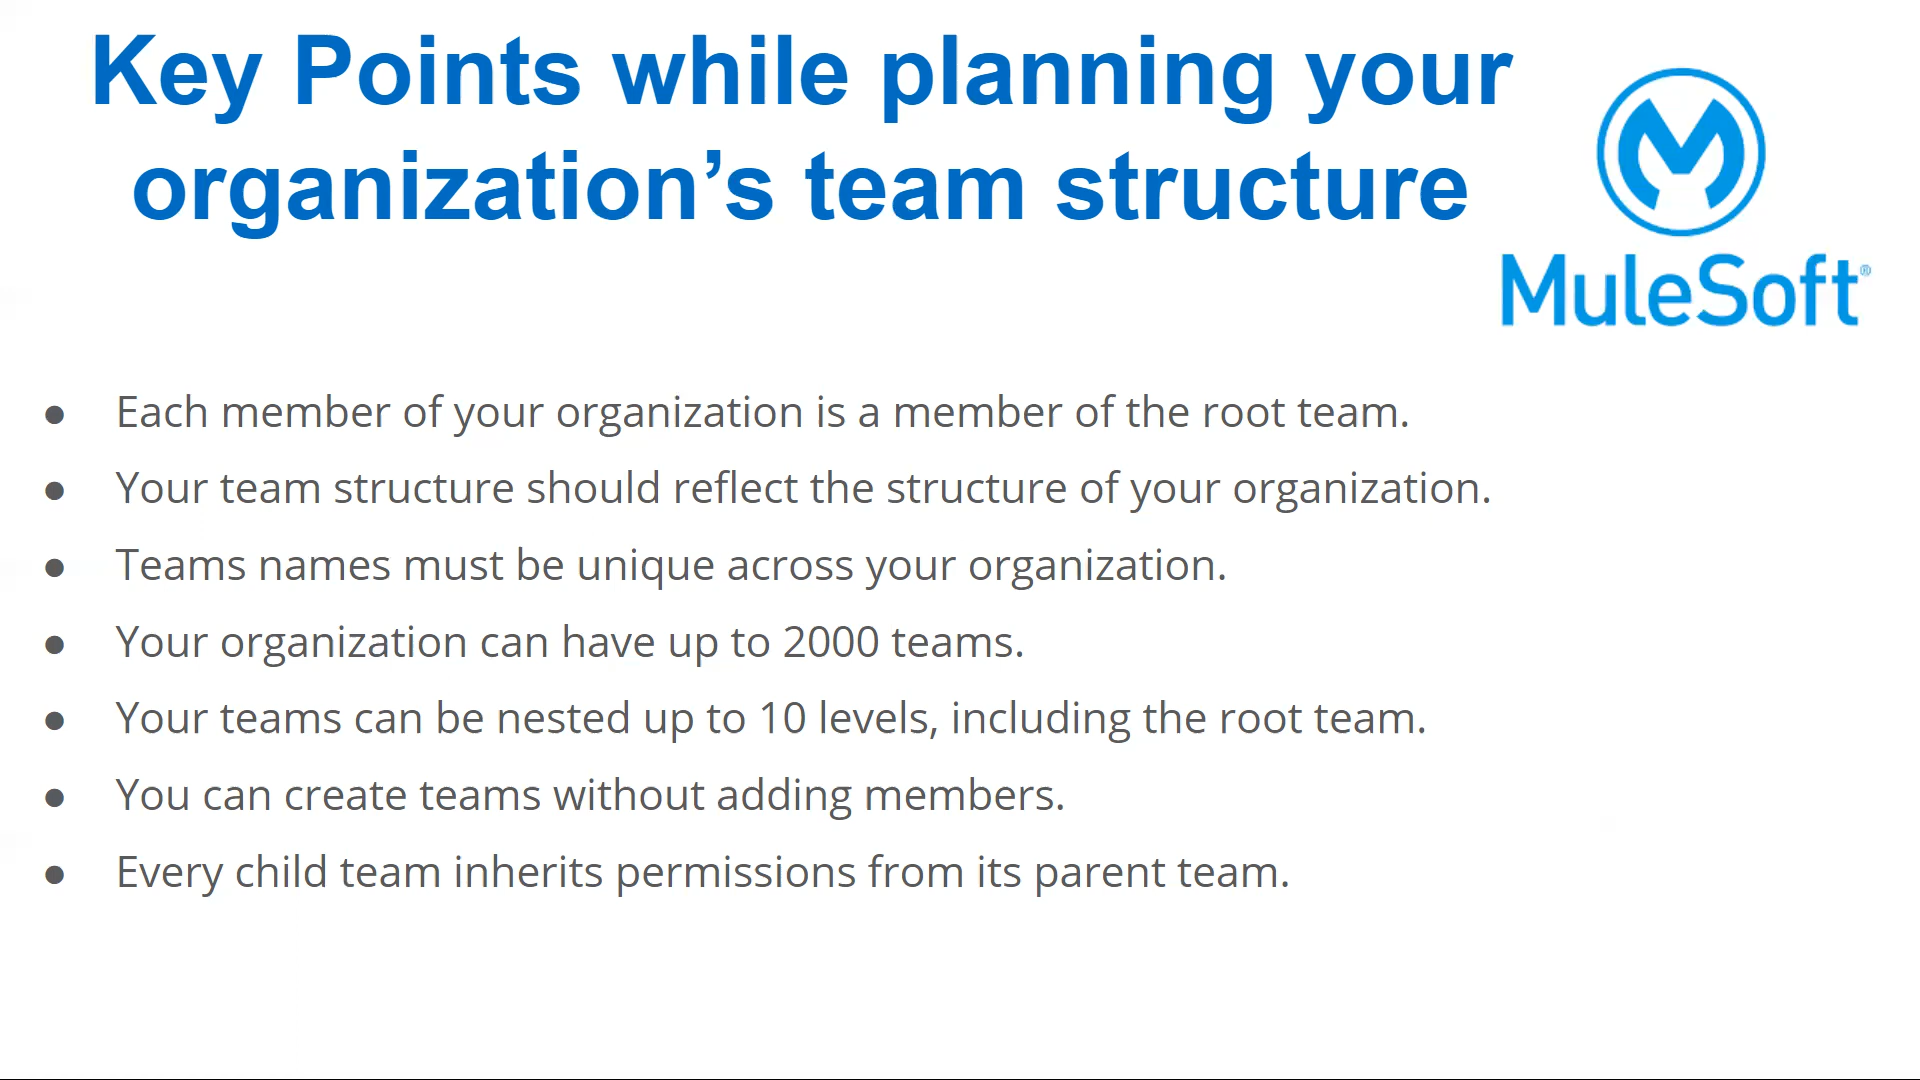 Key Points while planning your
organization’s team structure
MuleSoft®
● Each member of your organization is a member of the root team.
● Your team structure should reflect the structure of your organization.
● Teams names must be unique across your organization.
● Your organization can have up to 2000 teams.
● Your teams can be nested up to 10 levels, including the root team.
● You can create teams without adding members.
● Every child team inherits permissions from its parent team.